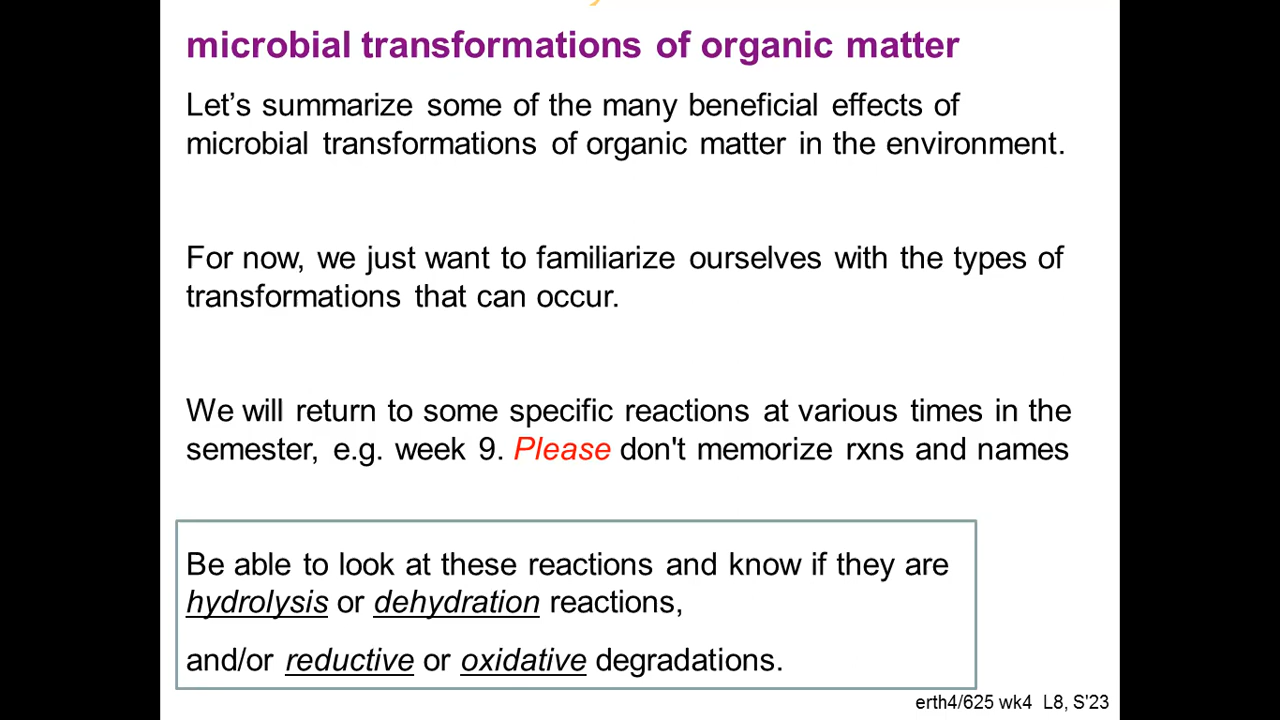 microbial transformations of organic matter
Let's summarize some of the many beneficial effects of
microbial transformations of organic matter in the environment.
For now, we just want to familiarize ourselves with the types of
transformations that can occur.
We will return to some specific reactions at various times in the
semester, e.g. week 9. Please don't memorize rxns and names
Be able to look at these reactions and know if they are
hydrolysis or dehydration reactions,
and/or reductive or oxidative degradations.
erth4/625 wk4 L8, S'23